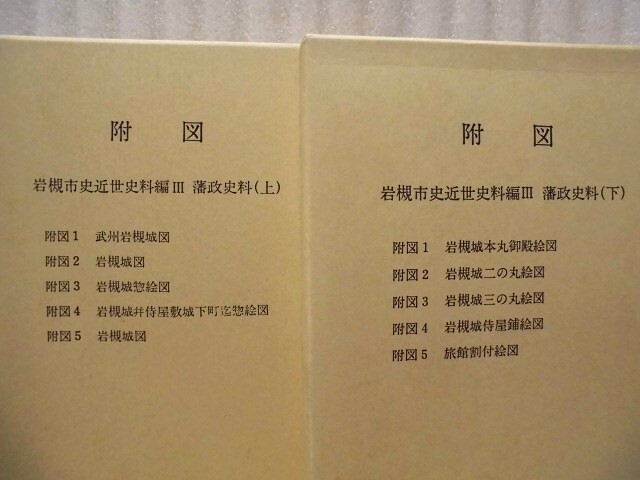 附 図
岩槻市史近世史料編Ⅲ 藩政史料(上)
附図1 武州岩槻城図
附図2 岩槻城図
附図3 岩槻城惣絵図
附図4 岩槻城幷侍屋敷城下町迄惣絵図
附図5 岩槻城図
附 図
岩槻市史近世史料編Ⅲ 藩政史料(下)
附図1 岩槻城本丸御殿絵図
附図2 岩槻城二の丸絵図
附図3 岩槻城三の丸絵図
附図4 岩槻城侍屋鋪絵図
附図5 旅館割付絵図